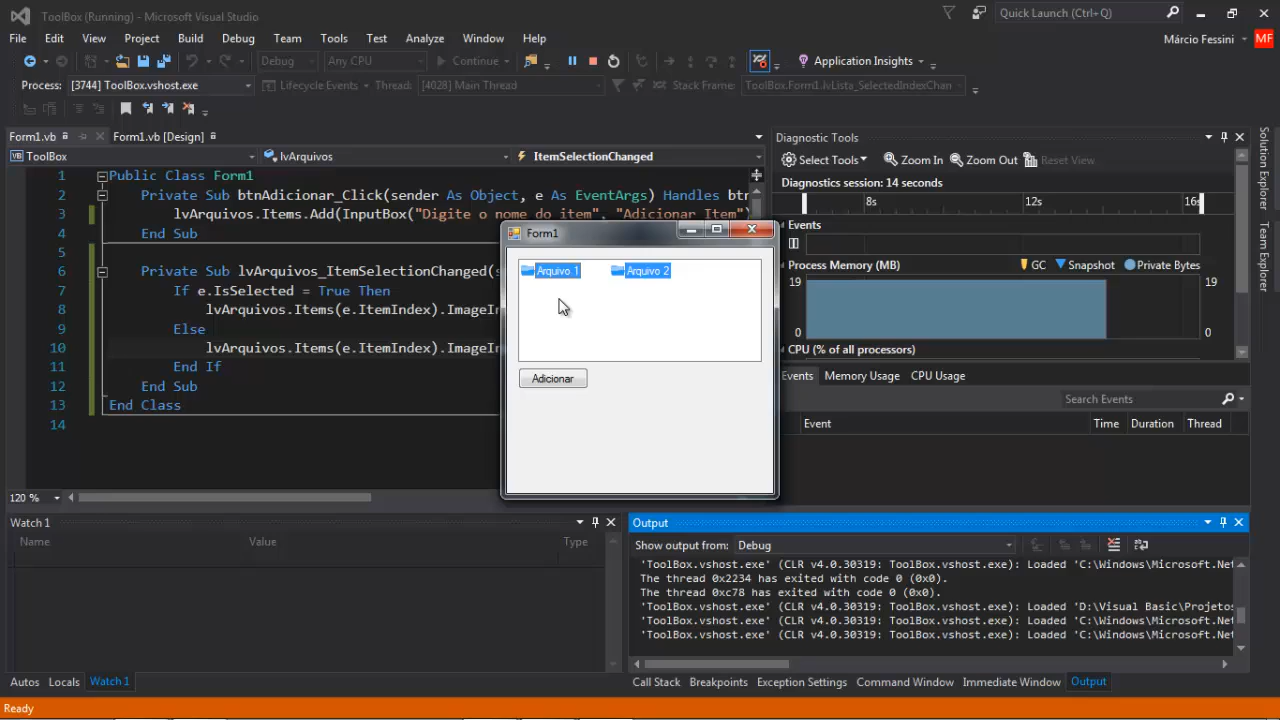 ToolBox (Running) - Microsoft Visual Studio
Quick Launch (Ctrl+Q)
File Edit View Project Build Debug Team Tools Test Analyze Window Help
Márcio Fessini MF
Debug Any CPU Continue Application Insights
Process: [3744] ToolBox.vshost.exe Lifecycle Events Thread: [4028] Main Thread Stack Frame: ToolBox.Form1.lvLista_SelectedIndexChan
Form1.vb Form1.vb [Design]
VB ToolBox lvArquivos ItemSelectionChanged
1 Public Class Form1
2 Private Sub btnAdicionar_Click(sender As Object, e As EventArgs) Handles btn
3 lvArquivos.Items.Add(InputBox("Digite o nome do item", "Adicionar Item")
4 End Sub
5
6 Private Sub lvArquivos_ItemSelectionChanged(s
7 If e.IsSelected = True Then
8 lvArquivos.Items(e.ItemIndex).ImageIn
9 Else
10 lvArquivos.Items(e.ItemIndex).ImageIn
11 End If
12 End Sub
13 End Class
14
120 %
Form1
Arquivo 1 Arquivo 2
Adicionar
Diagnostic Tools
Select Tools Zoom In Zoom Out Reset View
Diagnostics session: 14 seconds
8s 12s 16s
Events
Process Memory (MB) GC Snapshot Private Bytes
19 19
0 0
CPU (% of all processors)
Events Memory Usage CPU Usage
Search Events
Event Time Duration Thread
Solution Explorer
Team Explorer
Watch 1
Name Value Type
Autos Locals Watch 1
Output
Show output from: Debug
'ToolBox.vshost.exe' (CLR v4.0.30319: ToolBox.vshost.exe): Loaded 'C:\Windows\Microsoft.Net
The thread 0x2234 has exited with code 0 (0x0).
The thread 0xc78 has exited with code 0 (0x0).
'ToolBox.vshost.exe' (CLR v4.0.30319: ToolBox.vshost.exe): Loaded 'D:\Visual Basic\Projetos
'ToolBox.vshost.exe' (CLR v4.0.30319: ToolBox.vshost.exe): Loaded 'C:\Windows\Microsoft.Net
'ToolBox.vshost.exe' (CLR v4.0.30319: ToolBox.vshost.exe): Loaded 'C:\Windows\Microsoft.Net
Call Stack Breakpoints Exception Settings Command Window Immediate Window Output
Ready